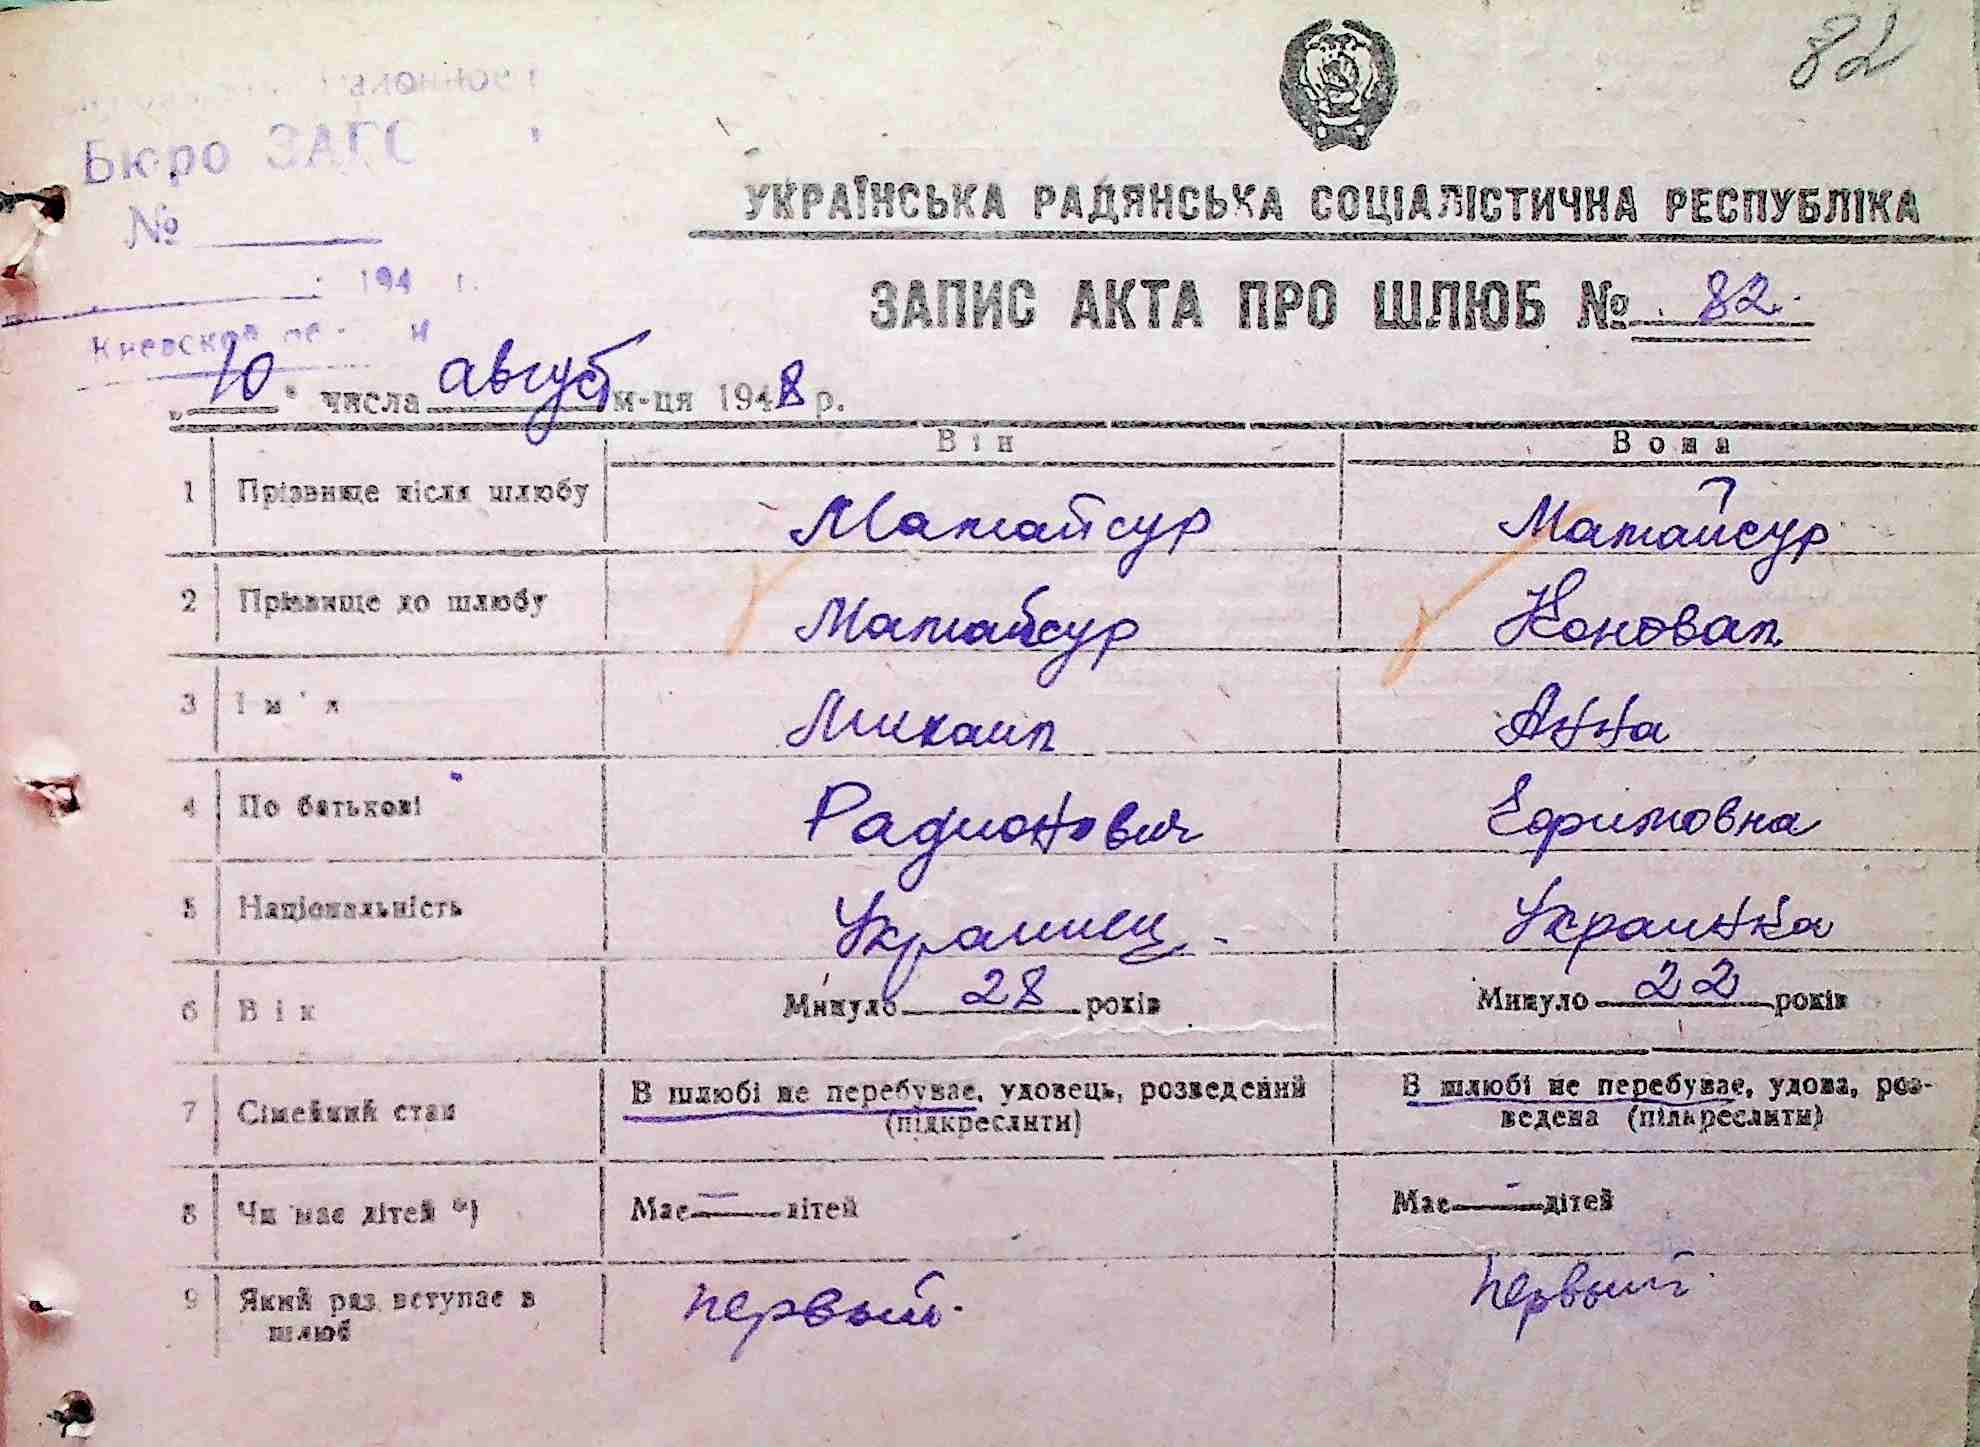 82
Бюро ЗАГС
№
УКРАЇНСЬКА РАДЯНСЬКА СОЦІАЛІСТИЧНА РЕСПУБЛІКА
194 г.
ЗАПИС АКТА ПРО ШЛЮБ № 82
Киевской
„10" числа август м-ця 1948 р.
Він Вона
1 Прізвище після шлюбу Матайсур Матайсур
2 Прізвище до шлюбу Матайсур Коновал
3 Ім'я Михаил Анна
4 По батькові Радионович Ефимовна
5 Національність Украинец Украинка
6 Вік Минуло 28 років Минуло 22 років
7 Сімейний стан В шлюбі не перебуває, удовець, розведений В шлюбі не перебуває, удова, роз-
(підкреслити) ведена (підкреслити)
8 Чи має дітей *) Має — дітей Має - дітей
9 Який раз вступає в первый. первый.
шлюб